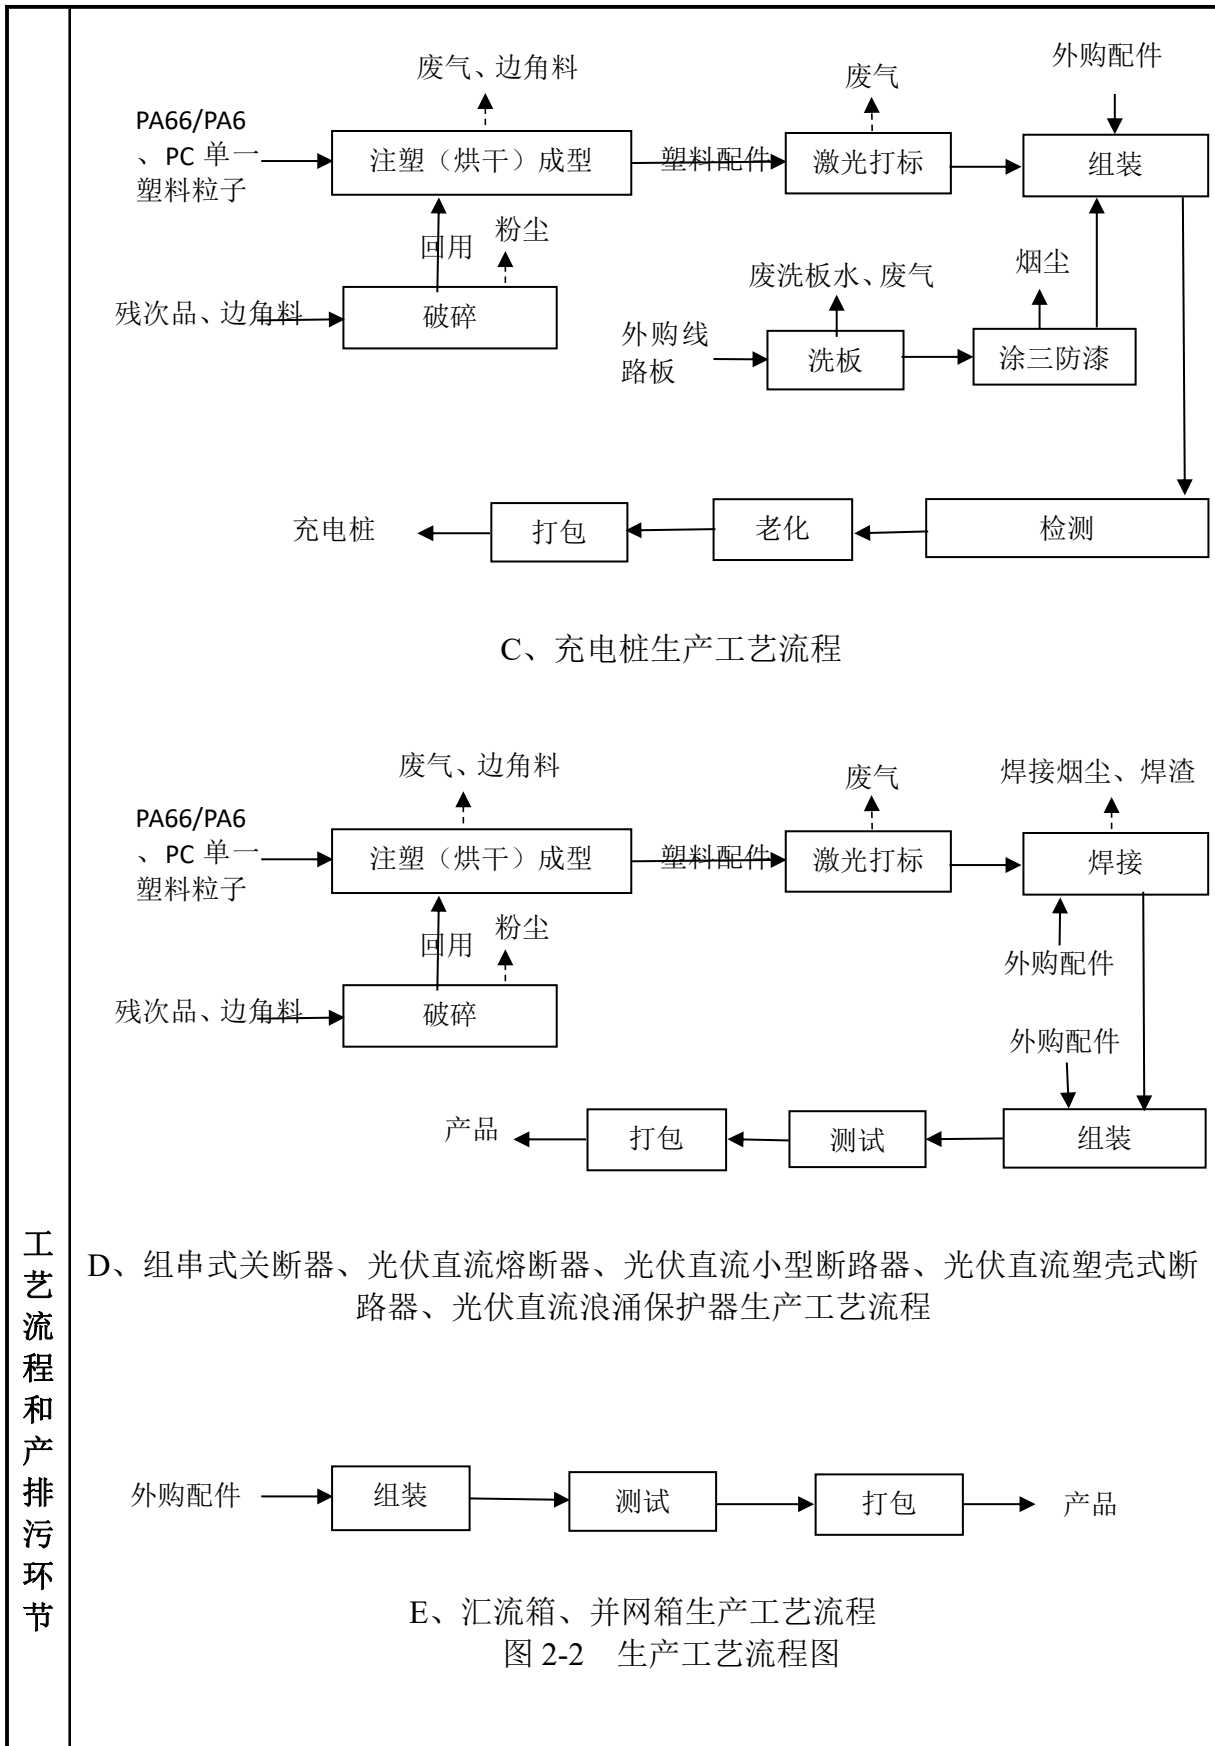 废气、边角料
废气
外购配件
PA66/PA6
、PC 单一
塑料粒子
注塑（烘干）成型
塑料配件
激光打标
组装
回用
粉尘
残次品、边角料
破碎
烟尘
废洗板水、废气
外购线
路板
洗板
涂三防漆
充电桩
打包
老化
检测
C、充电桩生产工艺流程
废气、边角料
废气
焊接烟尘、焊渣
PA66/PA6
、PC 单一
塑料粒子
注塑（烘干）成型
塑料配件
激光打标
焊接
回用
粉尘
外购配件
残次品、边角料
破碎
外购配件
产品
打包
测试
组装
D、组串式关断器、光伏直流熔断器、光伏直流小型断路器、光伏直流塑壳式断
路器、光伏直流浪涌保护器生产工艺流程
外购配件
组装
测试
打包
产品
E、汇流箱、并网箱生产工艺流程
图 2-2 生产工艺流程图
工
艺
流
程
和
产
排
污
环
节